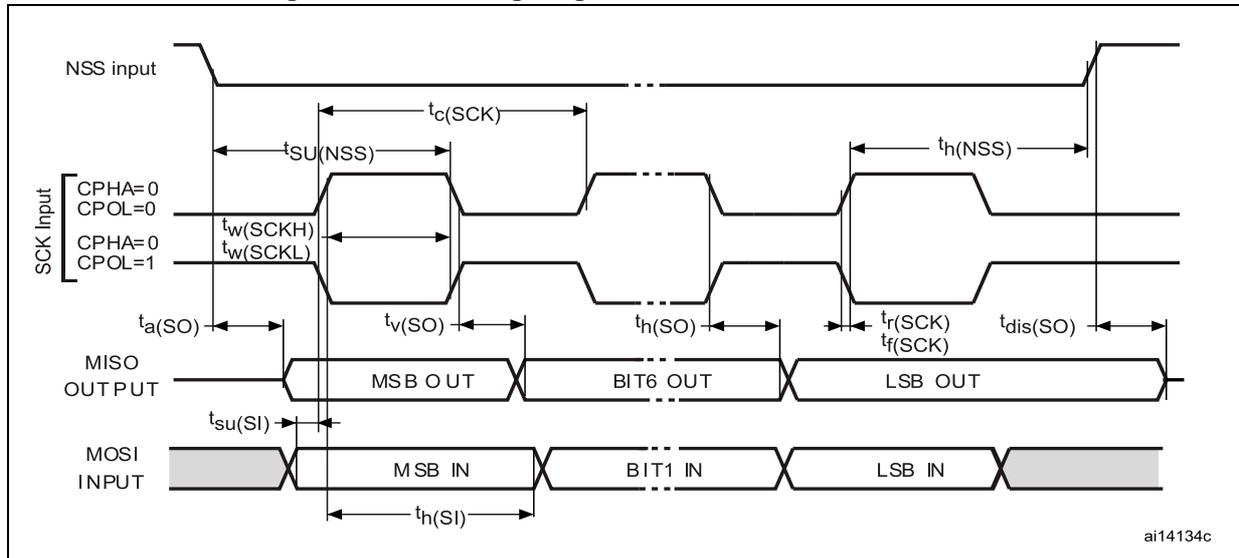 NSS input
tc(SCK)
tSU(NSS)
th(NSS)
SCK Input
CPHA=0
CPOL=0
CPHA=0
CPOL=1
tw(SCKH)
tw(SCKL)
ta(SO)
tv(SO)
th(SO)
tr(SCK)
tf(SCK)
tdis(SO)
MISO
OUTPUT
MSB OUT
BIT6 OUT
LSB OUT
tsu(SI)
MOSI
INPUT
MSB IN
BIT1 IN
LSB IN
th(SI)
ai14134c